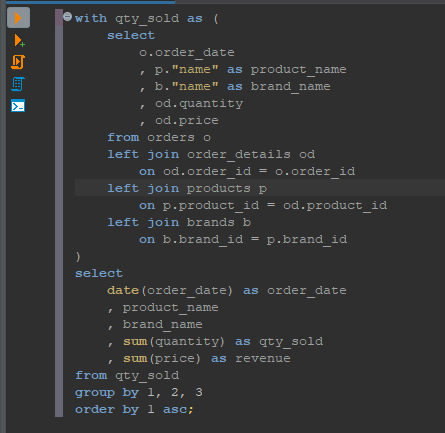 with qty_sold as (
select
o.order_date
, p."name" as product_name
, b."name" as brand_name
, od.quantity
, od.price
from orders o
left join order_details od
on od.order_id = o.order_id
left join products p
on p.product_id = od.product_id
left join brands b
on b.brand_id = p.brand_id
)
select
date(order_date) as order_date
, product_name
, brand_name
, sum(quantity) as qty_sold
, sum(price) as revenue
from qty_sold
group by 1, 2, 3
order by 1 asc;